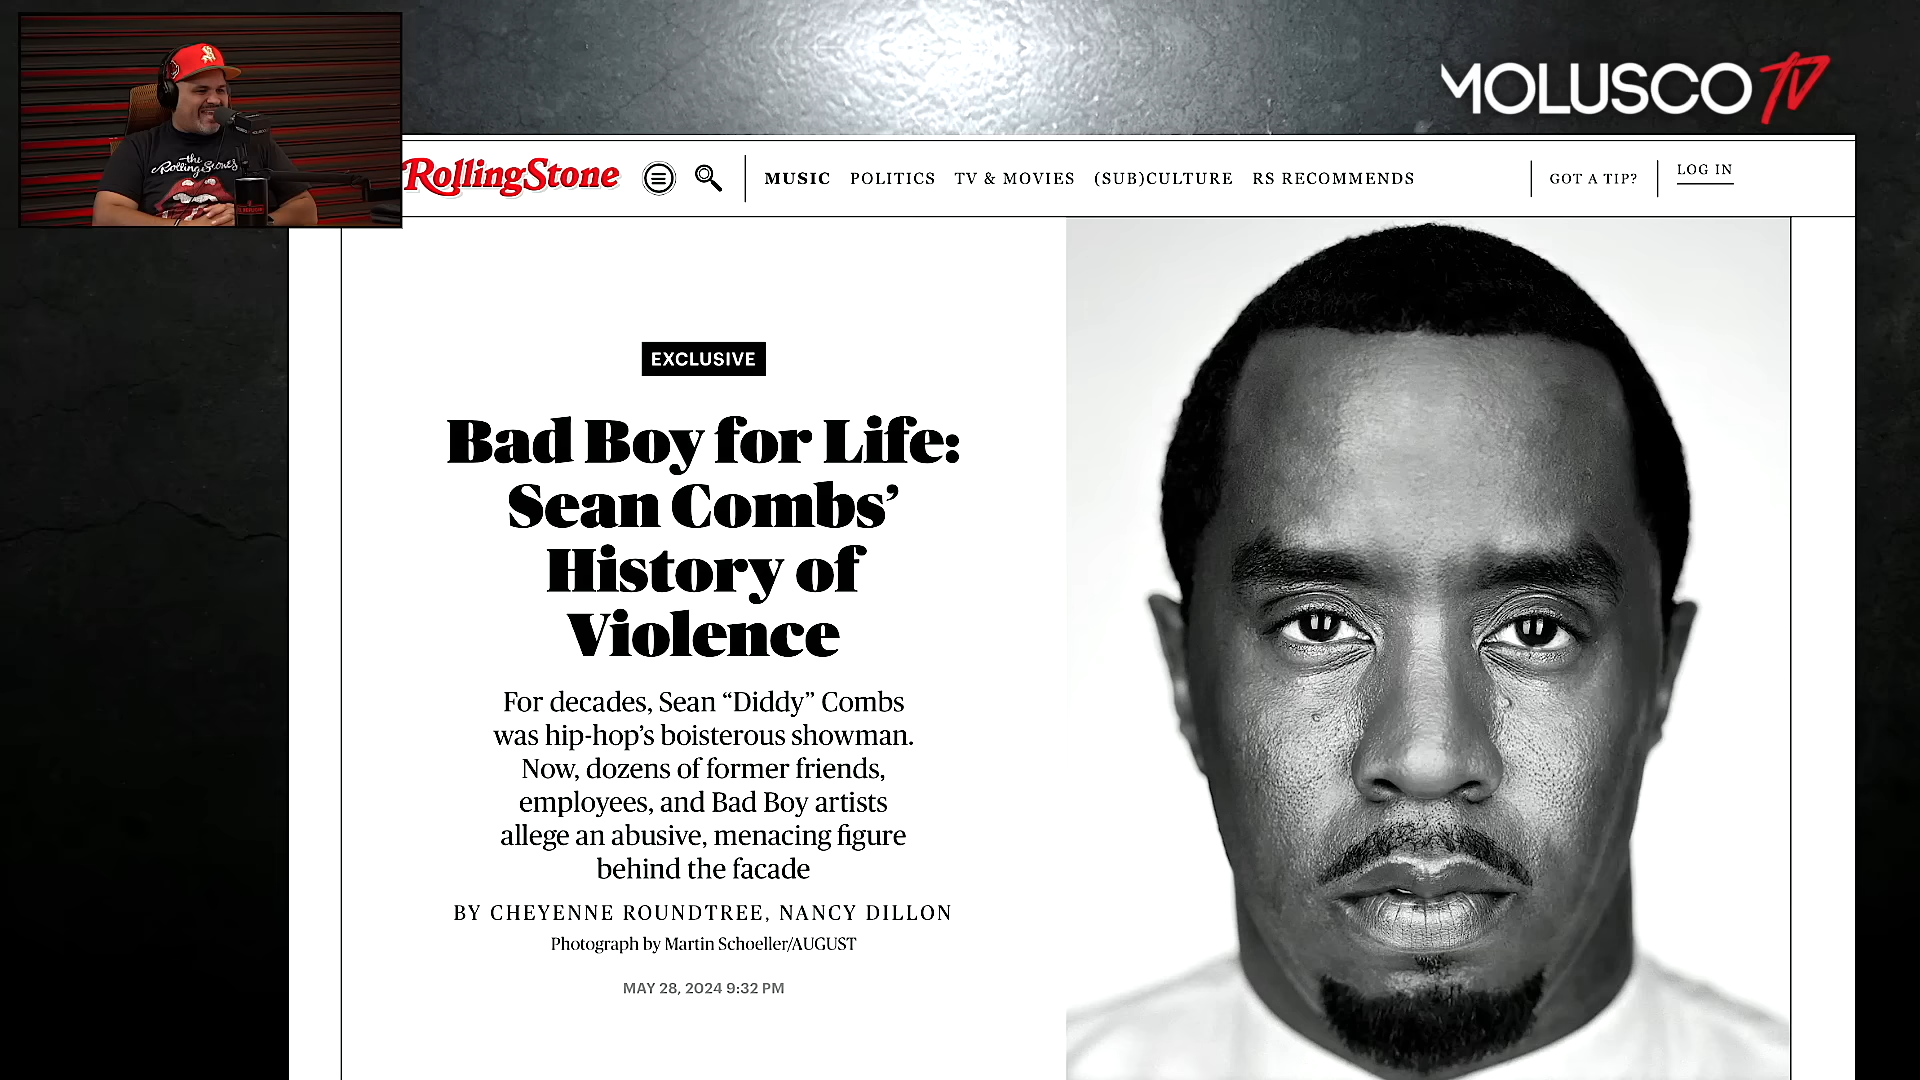 MOLUSCO TV
the
Rolling Stones
RollingStone
MUSIC POLITICS TV & MOVIES (SUB)CULTURE RS RECOMMENDS GOT A TIP? LOG IN
EXCLUSIVE
Bad Boy for Life:
Sean Combs’
History of
Violence
For decades, Sean “Diddy” Combs
was hip-hop’s boisterous showman.
Now, dozens of former friends,
employees, and Bad Boy artists
allege an abusive, menacing figure
behind the facade
BY CHEYENNE ROUNDTREE, NANCY DILLON
Photograph by Martin Schoeller/AUGUST
MAY 28, 2024 9:32 PM